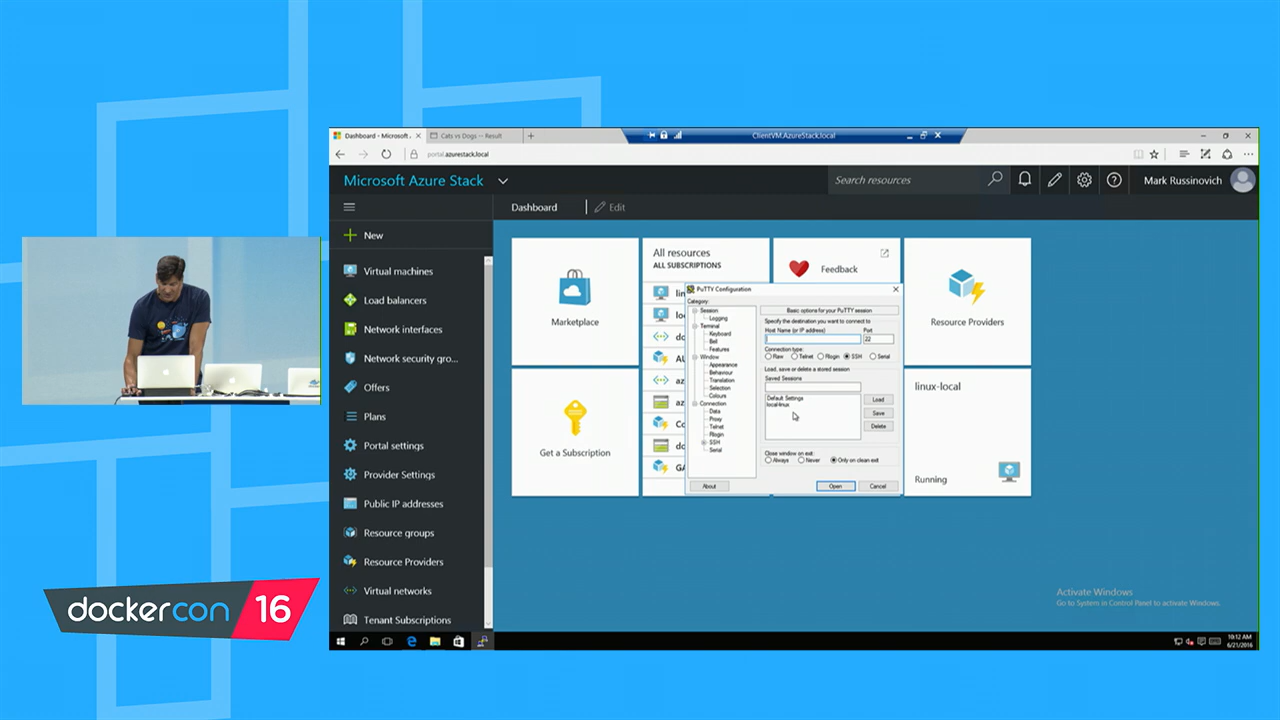 Dashboard - Microsoft
Cats vs Dogs -- Result
ClientVM.AzureStack.local
portal.azurestack.local
Microsoft Azure Stack
Search resources
Mark Russinovich
Dashboard
Edit
New
Virtual machines
Load balancers
Network interfaces
Network security gro...
Offers
Plans
Portal settings
Provider Settings
Public IP addresses
Resource groups
Resource Providers
Virtual networks
Tenant Subscriptions
Marketplace
All resources
ALL SUBSCRIPTIONS
Feedback
Resource Providers
Get a Subscription
linux-local
Running
PuTTY Configuration
Category:
Session
Logging
Terminal
Keyboard
Bell
Features
Window
Appearance
Behaviour
Translation
Selection
Colours
Connection
Data
Proxy
Telnet
Rlogin
SSH
Serial
Basic options for your PuTTY session
Specify the destination you want to connect to
Host Name (or IP address)
Port
22
Connection type:
Raw
Telnet
Rlogin
SSH
Serial
Load, save or delete a stored session
Saved Sessions
Default Settings
local-linux
Load
Save
Delete
Close window on exit:
Always
Never
Only on clean exit
About
Open
Cancel
Activate Windows
Go to System in Control Panel to activate Windows.
10:12 AM
6/21/2016
dockercon 16